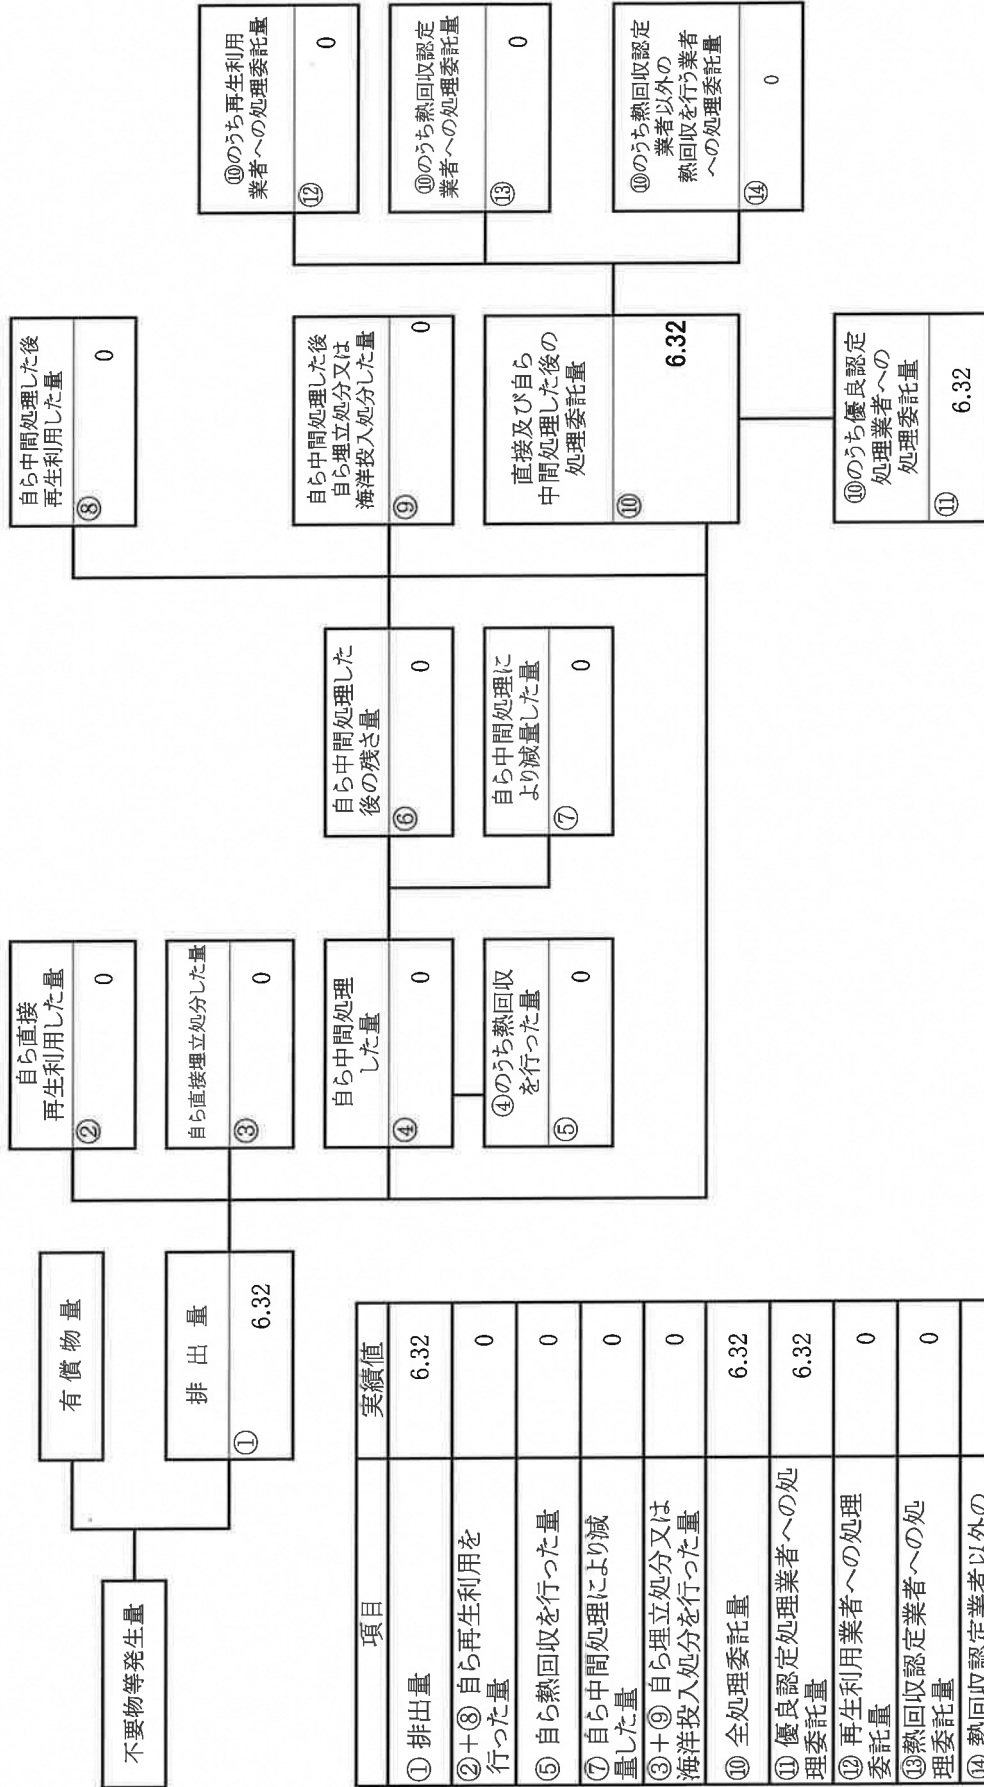 不要物等発生量
有償物量
排出量
①
6.32
自ら直接
再生利用した量
②
0
自ら直接埋立処分した量
③
0
自ら中間処理
した量
④
0
④のうち熱回収
を行った量
⑤
0
自ら中間処理した
後の残さ量
⑥
0
自ら中間処理に
より減量した量
⑦
0
自ら中間処理した後
再生利用した量
⑧
0
自ら中間処理した後
自ら埋立処分又は
海洋投入処分した量
⑨
0
直接及び自ら
中間処理した後の
処理委託量
⑩
6.32
⑩のうち優良認定
処理業者への
処理委託量
⑪
6.32
⑩のうち再生利用
業者への処理委託量
⑫
0
⑩のうち熱回収認定
業者への処理委託量
⑬
0
⑩のうち熱回収認定
業者以外の
熱回収を行う業者
への処理委託量
⑭
0
項目 実績値
① 排出量 6.32
②+⑧ 自ら再生利用を
行った量 0
⑤ 自ら熱回収を行った量 0
⑦ 自ら中間処理により減
量した量 0
③+⑨ 自ら埋立処分又は
海洋投入処分を行った量 0
⑩ 全処理委託量 6.32
⑪ 優良認定処理業者への処
理委託量 6.32
⑫ 再生利用業者への処理
委託量 0
⑬熱回収認定業者への処
理委託量 0
⑭ 熱回収認定業者以外の